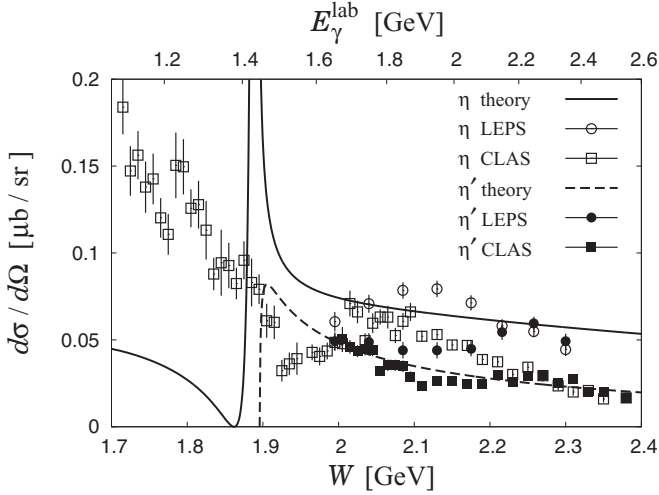 E_γ^lab [GeV]
1.2 1.4 1.6 1.8 2 2.2 2.4 2.6
0.2
0.15
0.1
0.05
0
dσ / dΩ [μb / sr]
η theory
η LEPS
η CLAS
η′ theory
η′ LEPS
η′ CLAS
1.7 1.8 1.9 2 2.1 2.2 2.3 2.4
W [GeV]